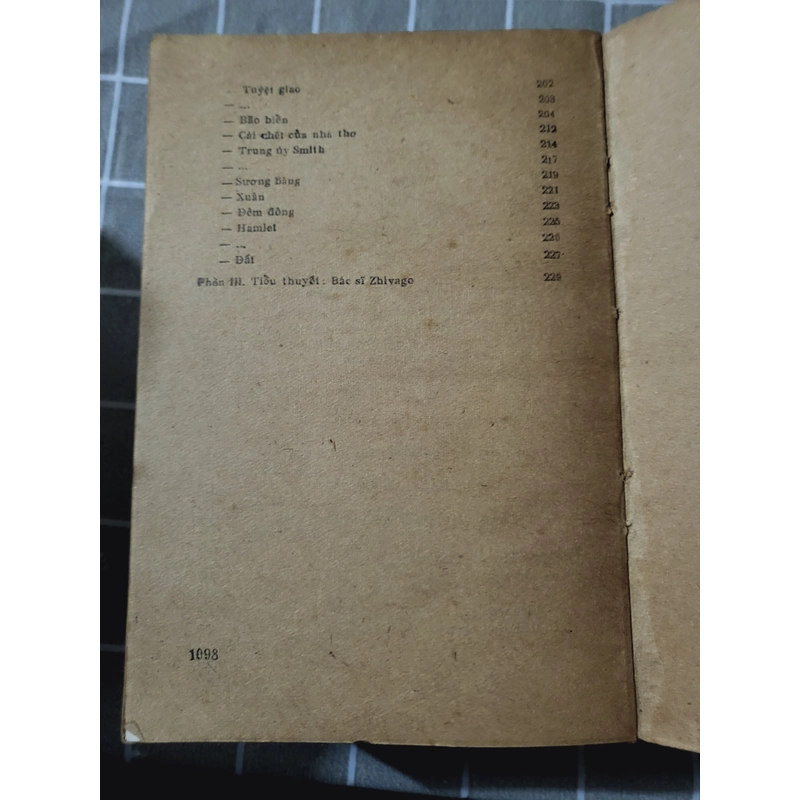 — Tuyệt giao 202
— ... 203
— Bão biển 204
— Cái chết của nhà thơ 212
— Trung úy Smith 214
— ... 217
— Sương băng 219
— Xuân 221
— Đêm đông 223
— Hamlet 225
— ... 226
— Đất 227
Phần III. Tiểu thuyết: Bác sĩ Zhivago 229
1098